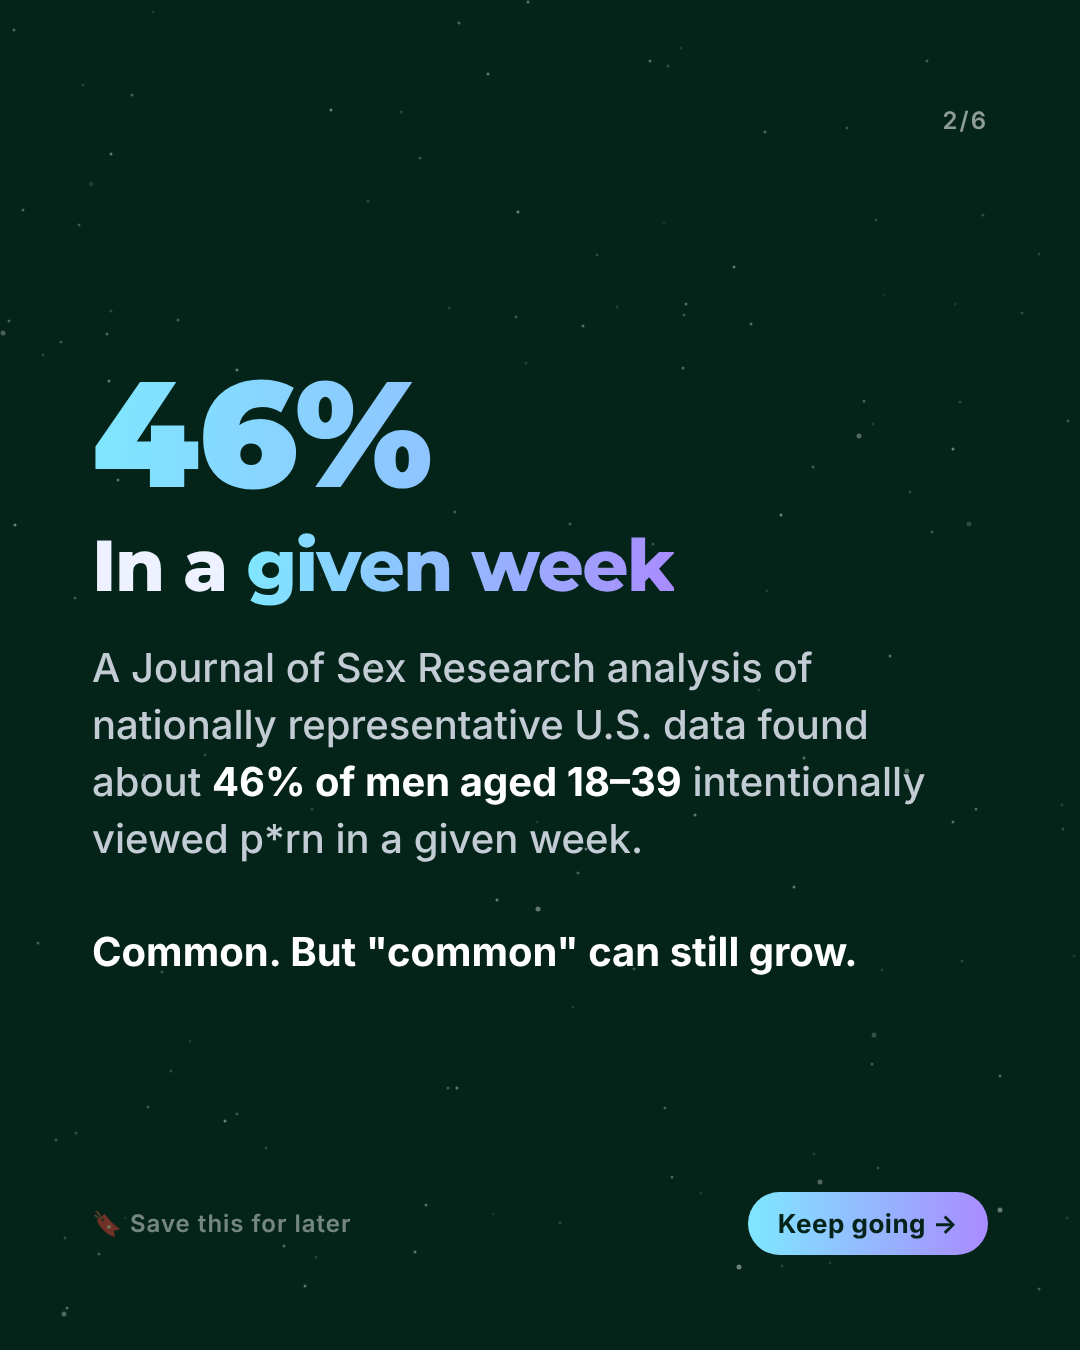 2/6
46%
In a given week
A Journal of Sex Research analysis of
nationally representative U.S. data found
about 46% of men aged 18–39 intentionally
viewed p*rn in a given week.
Common. But "common" can still grow.
🔖 Save this for later
Keep going →